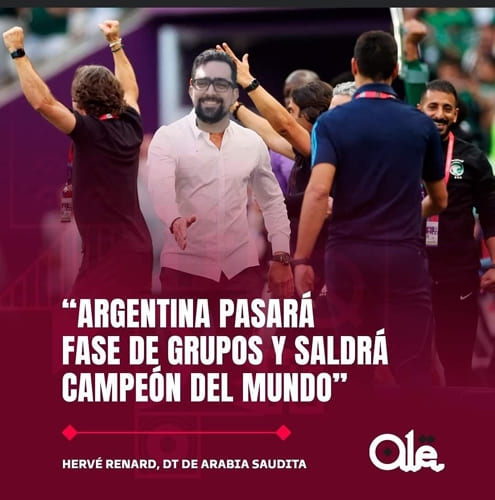 “ARGENTINA PASARÁ
FASE DE GRUPOS Y SALDRÁ
CAMPEÓN DEL MUNDO”
HERVÉ RENARD, DT DE ARABIA SAUDITA
Olé